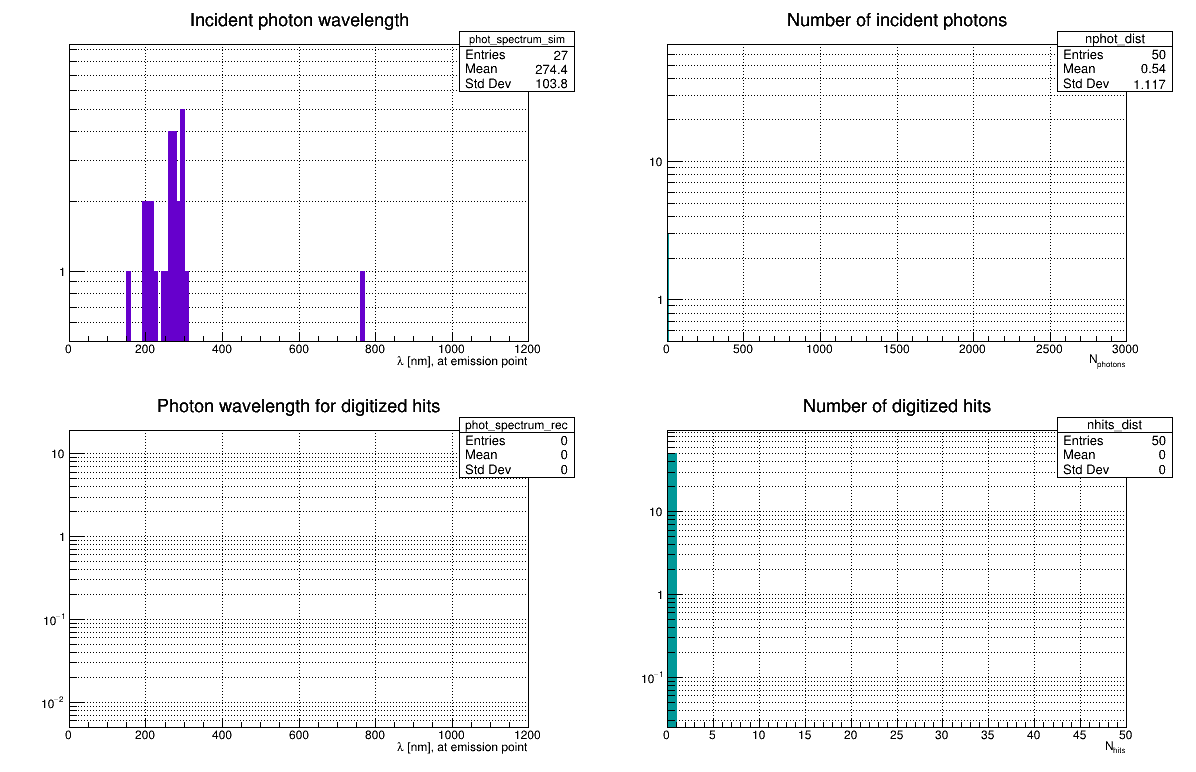 Incident photon wavelength
phot_spectrum_sim
Entries 27
Mean 274.4
Std Dev 103.8
1
0 200 400 600 800 1000 1200
λ [nm], at emission point
Number of incident photons
nphot_dist
Entries 50
Mean 0.54
Std Dev 1.117
10
1
0 500 1000 1500 2000 2500 3000
Nphotons
Photon wavelength for digitized hits
phot_spectrum_rec
Entries 0
Mean 0
Std Dev 0
10
1
10⁻¹
10⁻²
0 200 400 600 800 1000 1200
λ [nm], at emission point
Number of digitized hits
nhits_dist
Entries 50
Mean 0
Std Dev 0
10
1
10⁻¹
0 5 10 15 20 25 30 35 40 45 50
Nhits